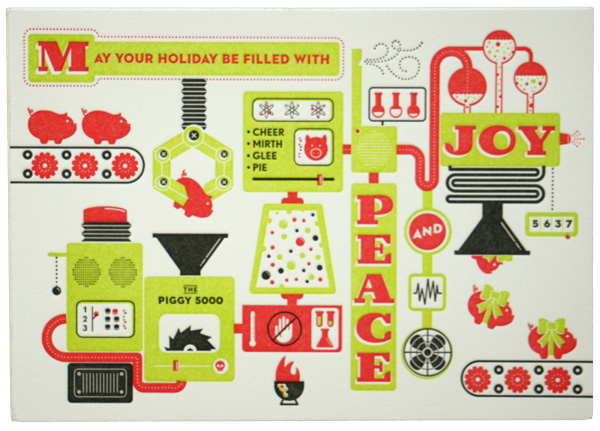 MAY YOUR HOLIDAY BE FILLED WITH
• CHEER
• MIRTH
• GLEE
• PIE
JOY
PEACE
AND
5637
THE
PIGGY 5000
1
2
3